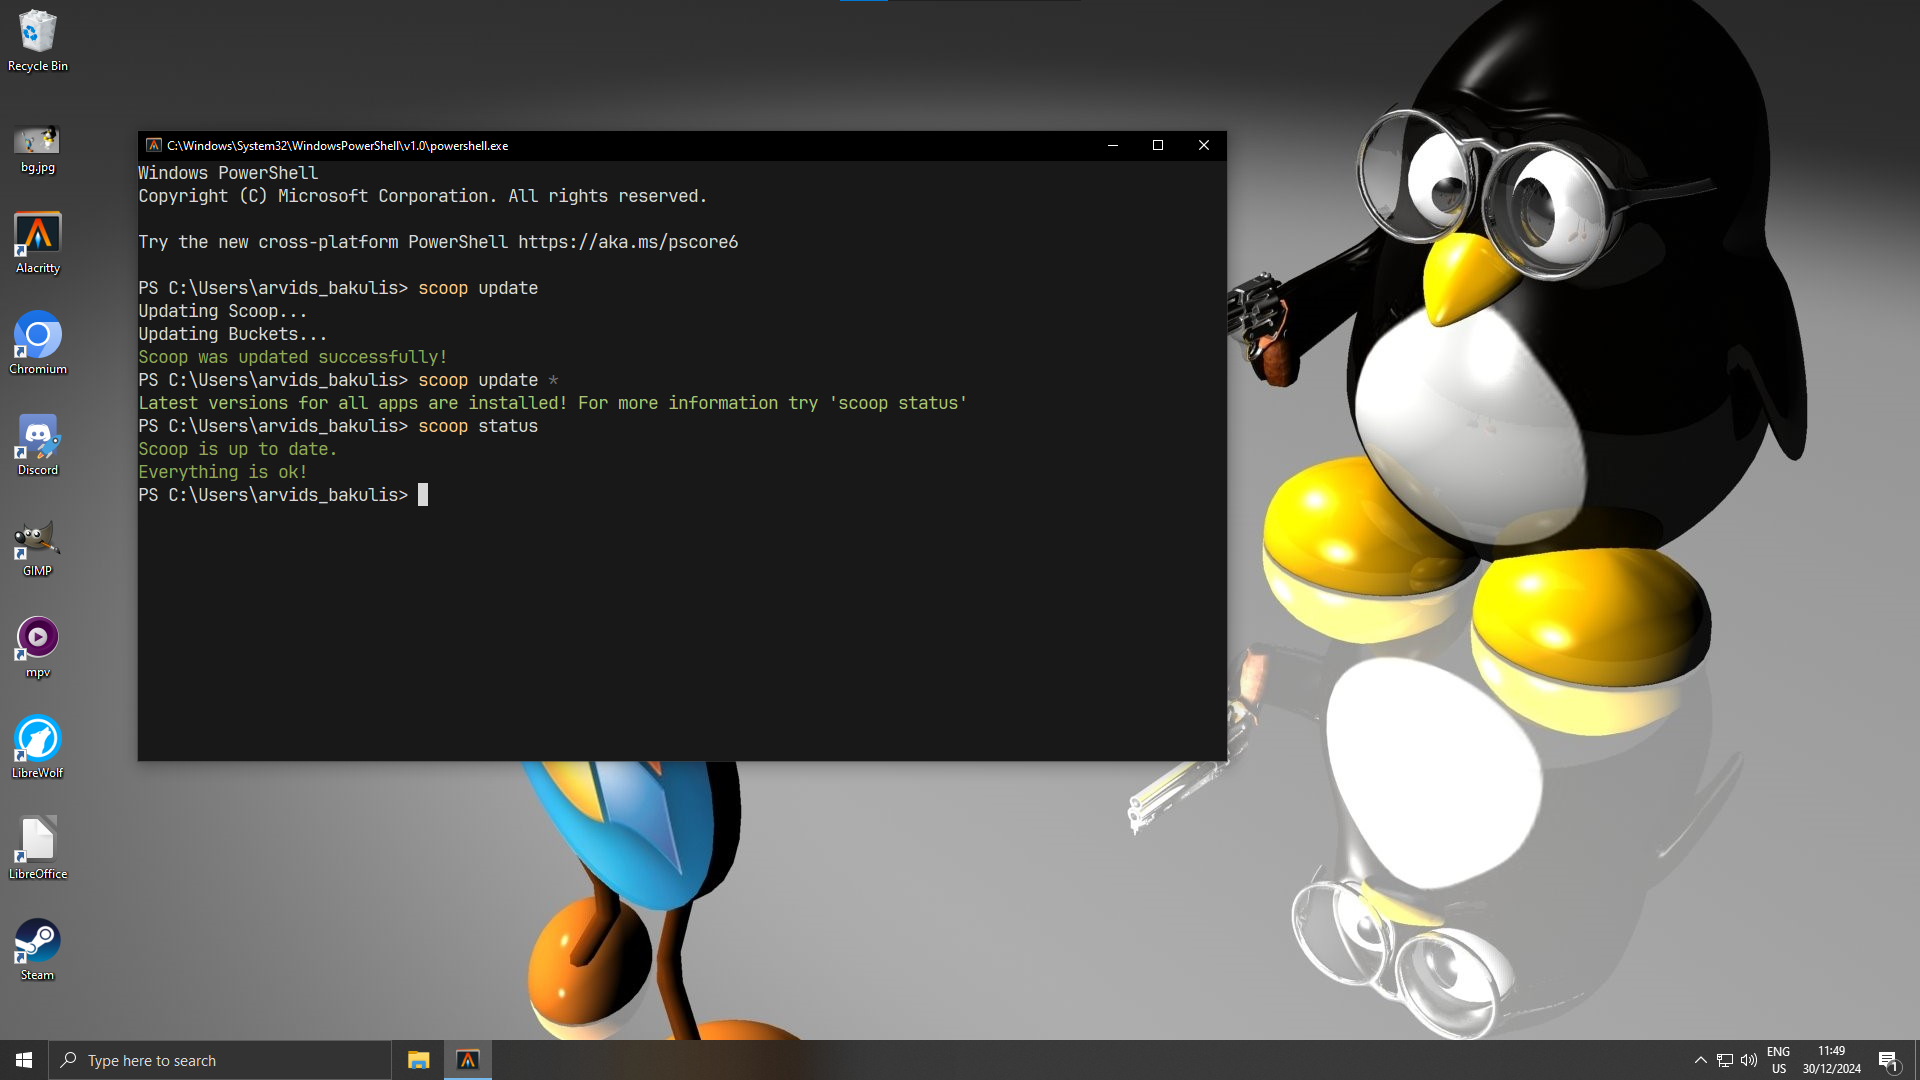 Recycle Bin
bg.jpg
Alacritty
Chromium
Discord
GIMP
mpv
LibreWolf
LibreOffice
Steam
C:\Windows\System32\WindowsPowerShell\v1.0\powershell.exe
Windows PowerShell
Copyright (C) Microsoft Corporation. All rights reserved.
Try the new cross-platform PowerShell https://aka.ms/pscore6
PS C:\Users\arvids_bakulis> scoop update
Updating Scoop...
Updating Buckets...
Scoop was updated successfully!
PS C:\Users\arvids_bakulis> scoop update *
Latest versions for all apps are installed! For more information try 'scoop status'
PS C:\Users\arvids_bakulis> scoop status
Scoop is up to date.
Everything is ok!
PS C:\Users\arvids_bakulis>
Type here to search
ENG
US
11:49
30/12/2024
1